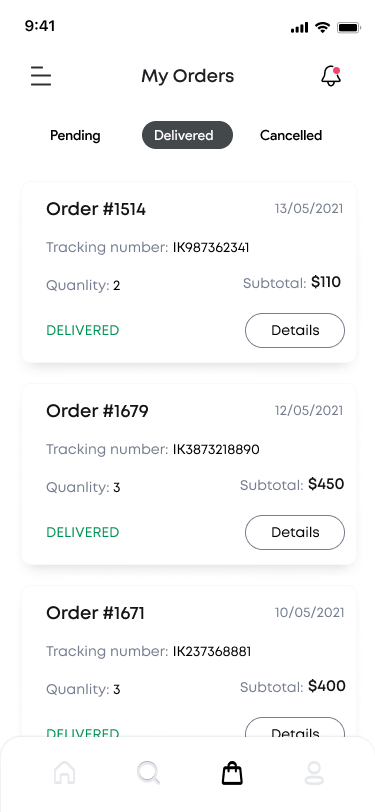 9:41
My Orders
Pending Delivered Cancelled
Order #1514 13/05/2021
Tracking number: IK987362341
Quanlity: 2 Subtotal: $110
DELIVERED Details
Order #1679 12/05/2021
Tracking number: IK3873218890
Quanlity: 3 Subtotal: $450
DELIVERED Details
Order #1671 10/05/2021
Tracking number: IK237368881
Quanlity: 3 Subtotal: $400
DELIVERED Details